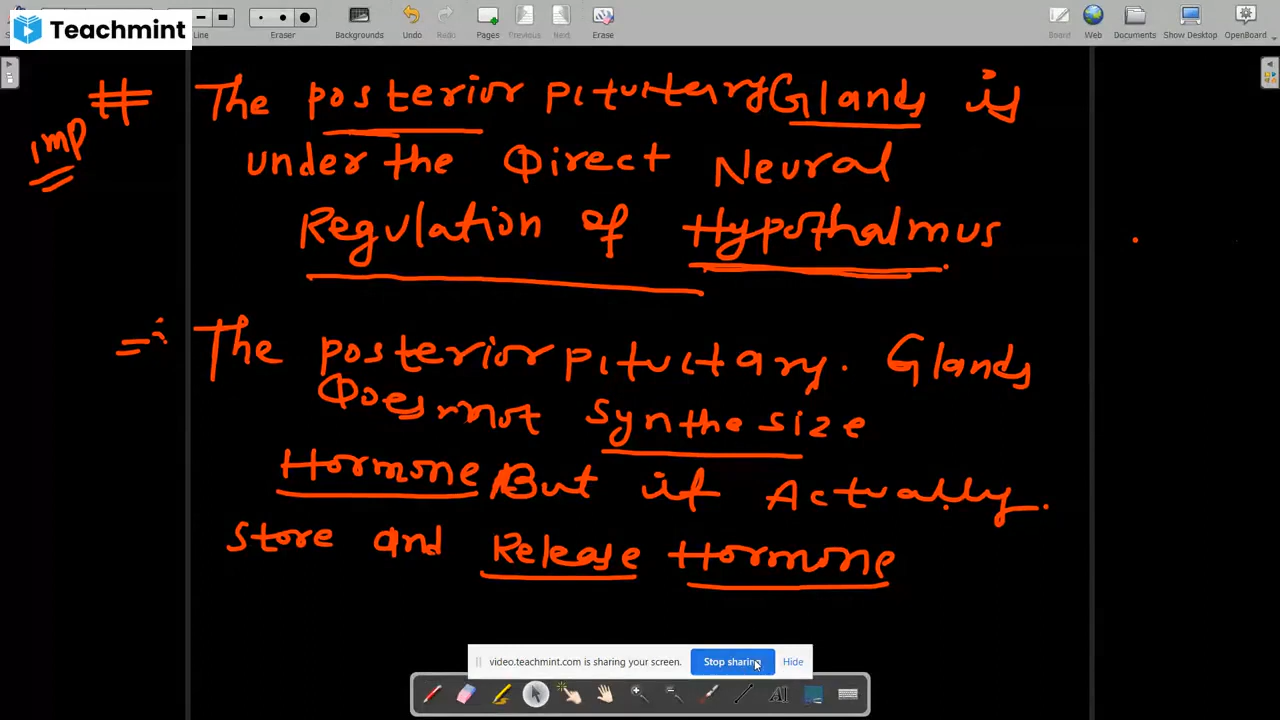 Teachmint
Line
Eraser
Backgrounds
Undo
Redo
Pages
Previous
Next
Erase
Board
Web
Documents
Show Desktop
OpenBoard
# The posterior pituitary Glands is
imp
under the Direct Neural
Regulation of Hypothalmus
The posterior pituitary. Glands
Does not Synthesize
Hormone But it Actually.
store and Release Hormone
video.teachmint.com is sharing your screen. Stop sharing Hide